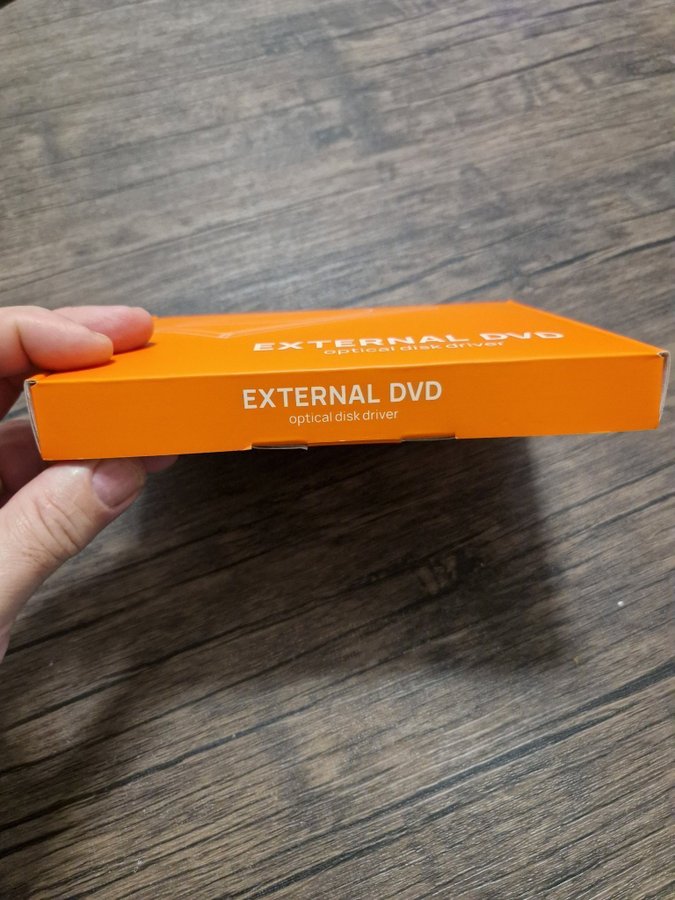 EXTERNAL DVD
optical disk driver
EXTERNAL DVD
optical disk driver